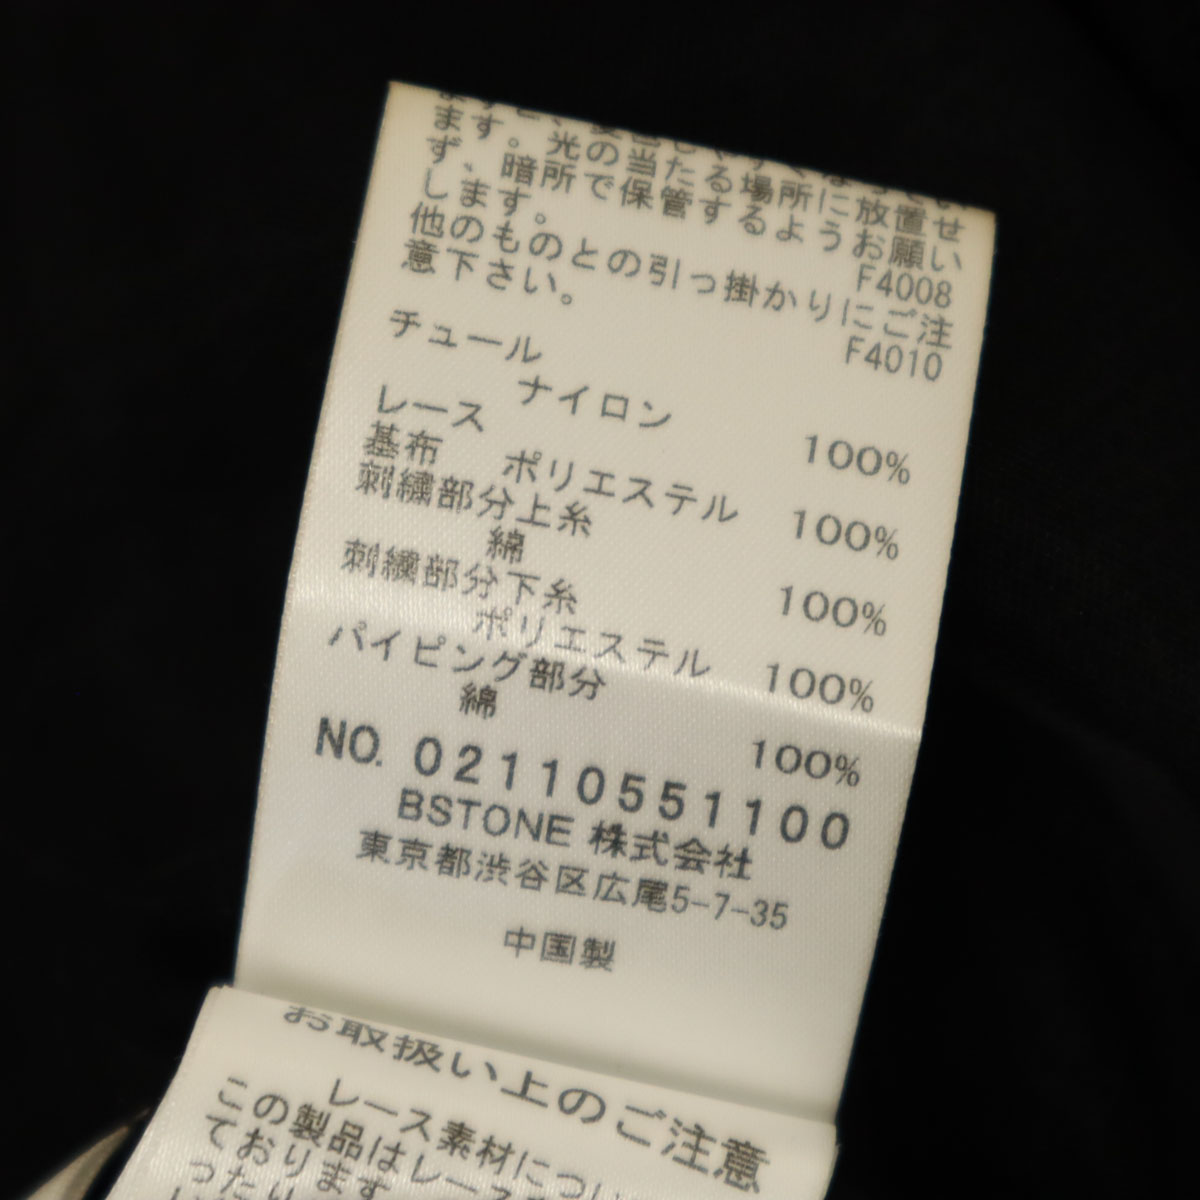 ます。光の当たる場所に放置せ
ず、暗所で保管するようお願い
します。
F4008
他のものとの引っ掛かりにご注
意下さい。
F4010
チュール
ナイロン 100%
レース
基布 ポリエステル 100%
刺繍部分上糸
綿 100%
刺繍部分下糸
ポリエステル 100%
パイピング部分
綿 100%
NO. 02110551100
BSTONE 株式会社
東京都渋谷区広尾5-7-35
中国製
お取扱い上のご注意
レース素材につい
この製品はレース
ております
ったり